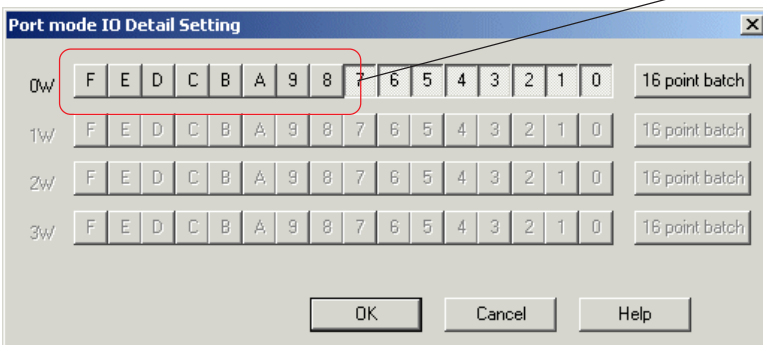 Port mode IO Detail Setting
0W F E D C B A 9 8 7 6 5 4 3 2 1 0 16 point batch
1W F E D C B A 9 8 7 6 5 4 3 2 1 0 16 point batch
2W F E D C B A 9 8 7 6 5 4 3 2 1 0 16 point batch
3W F E D C B A 9 8 7 6 5 4 3 2 1 0 16 point batch
OK Cancel Help